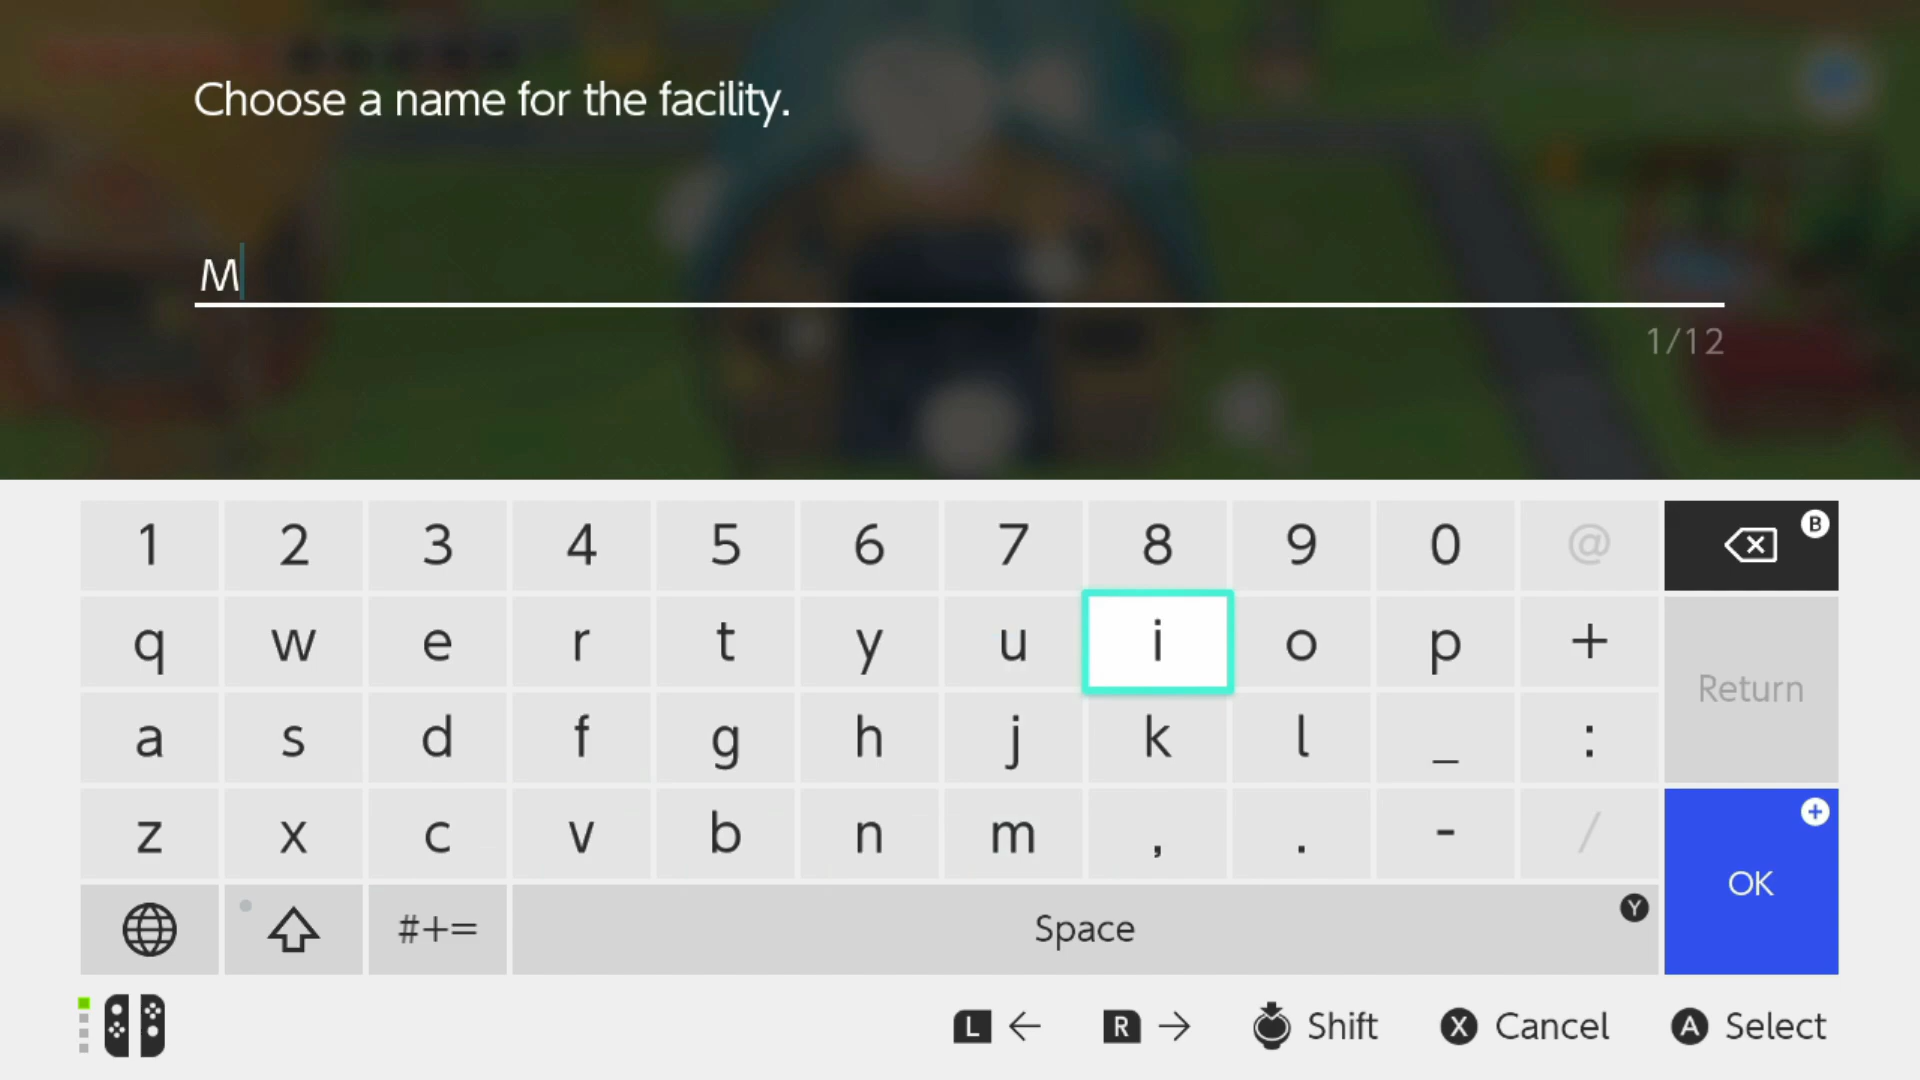 Choose a name for the facility.
M
1/12
1 2 3 4 5 6 7 8 9 0 @ B
q w e r t y u i o p +
Return
a s d f g h j k l _ :
z x c v b n m , . - / +
OK
#+= Space Y
L ← R → Shift X Cancel A Select